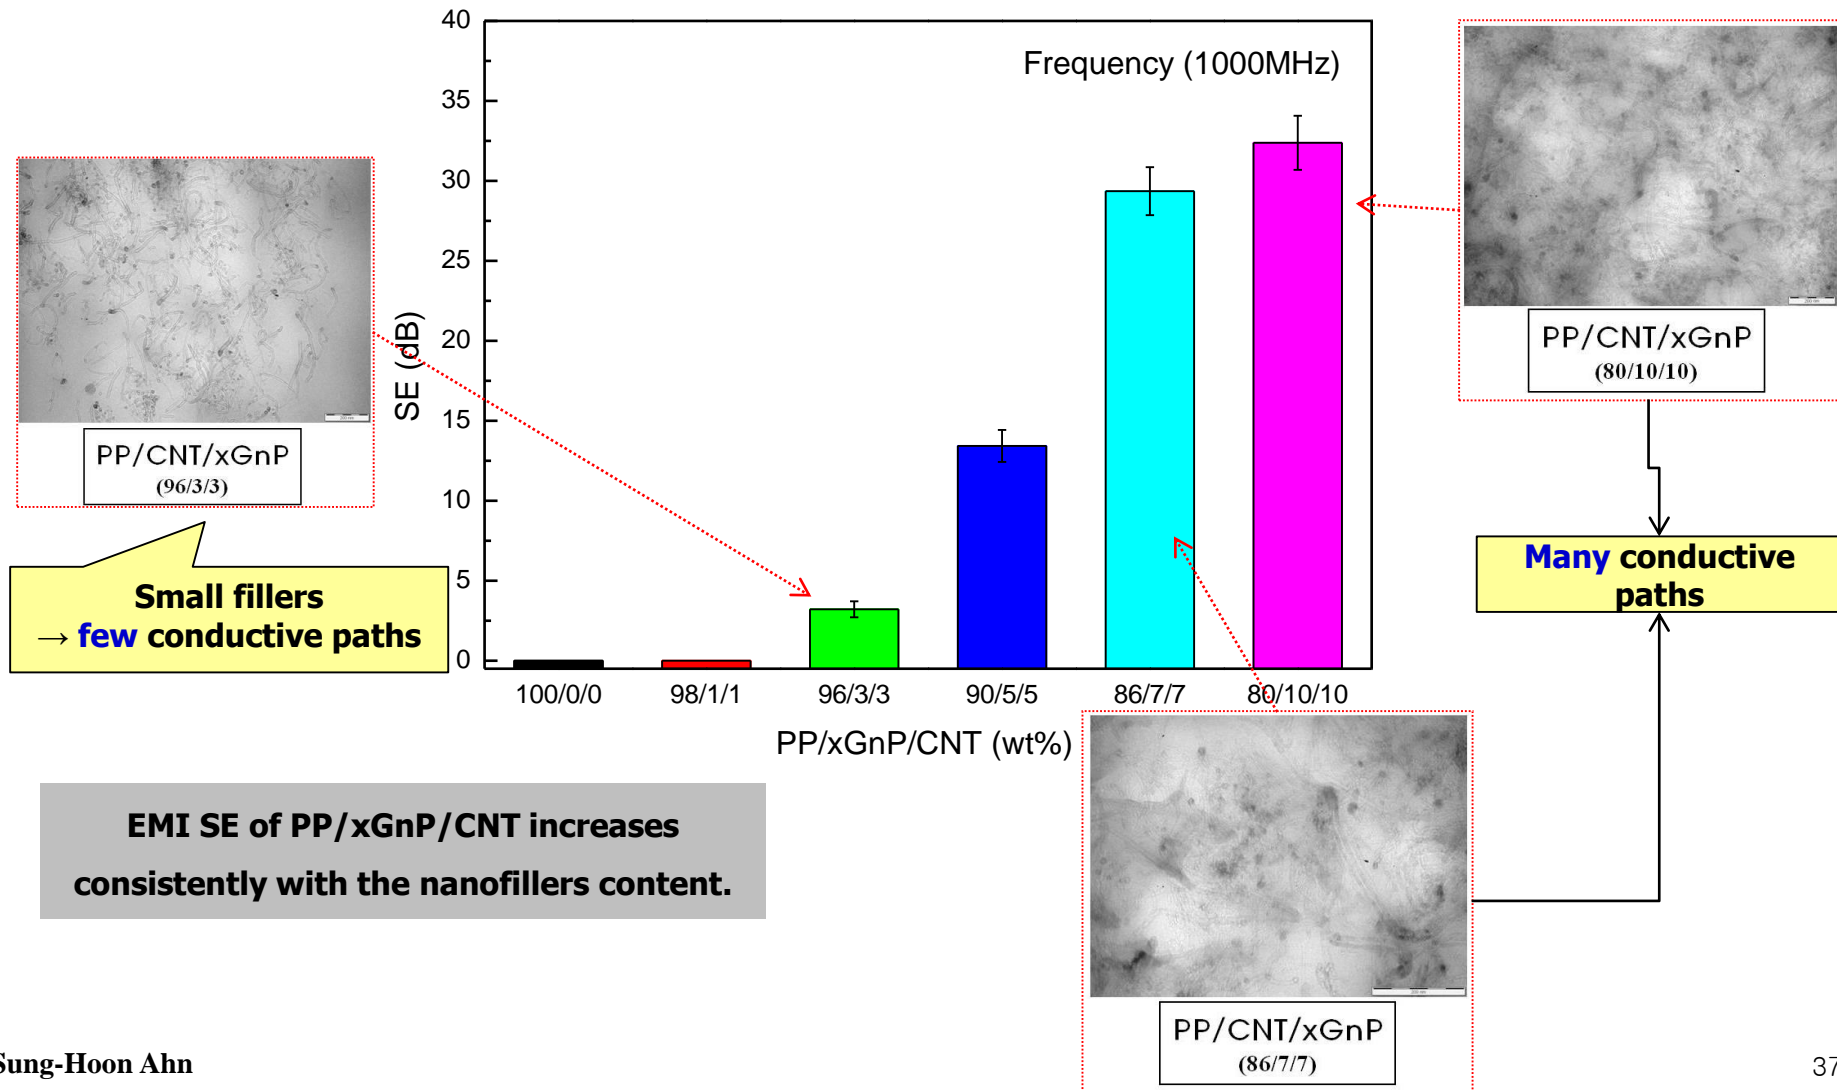 40
35
30
25
20
15
10
5
0
SE (dB)
Frequency (1000MHz)
100/0/0
98/1/1
96/3/3
90/5/5
86/7/7
80/10/10
PP/xGnP/CNT (wt%)
PP/CNT/xGnP
(96/3/3)
Small fillers
→ few conductive paths
PP/CNT/xGnP
(80/10/10)
Many conductive
paths
EMI SE of PP/xGnP/CNT increases
consistently with the nanofillers content.
PP/CNT/xGnP
(86/7/7)
Sung-Hoon Ahn
37